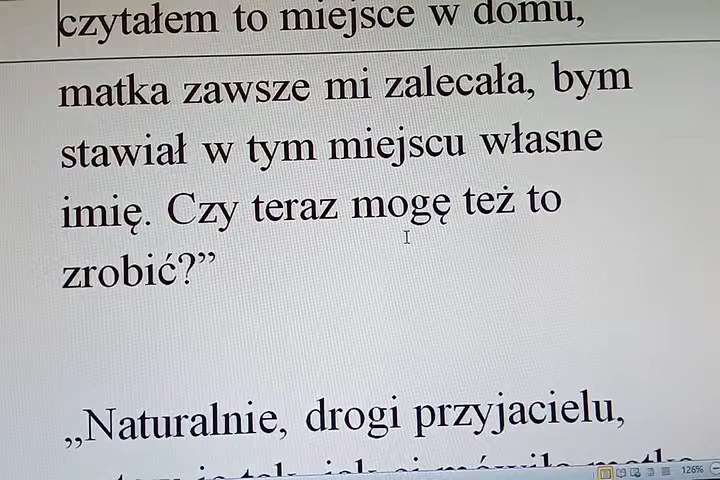 czytałem to miejsce w domu,
matka zawsze mi zalecała, bym
stawiał w tym miejscu własne
imię. Czy teraz mogę też to
zrobić?”
„Naturalnie, drogi przyjacielu,
126%